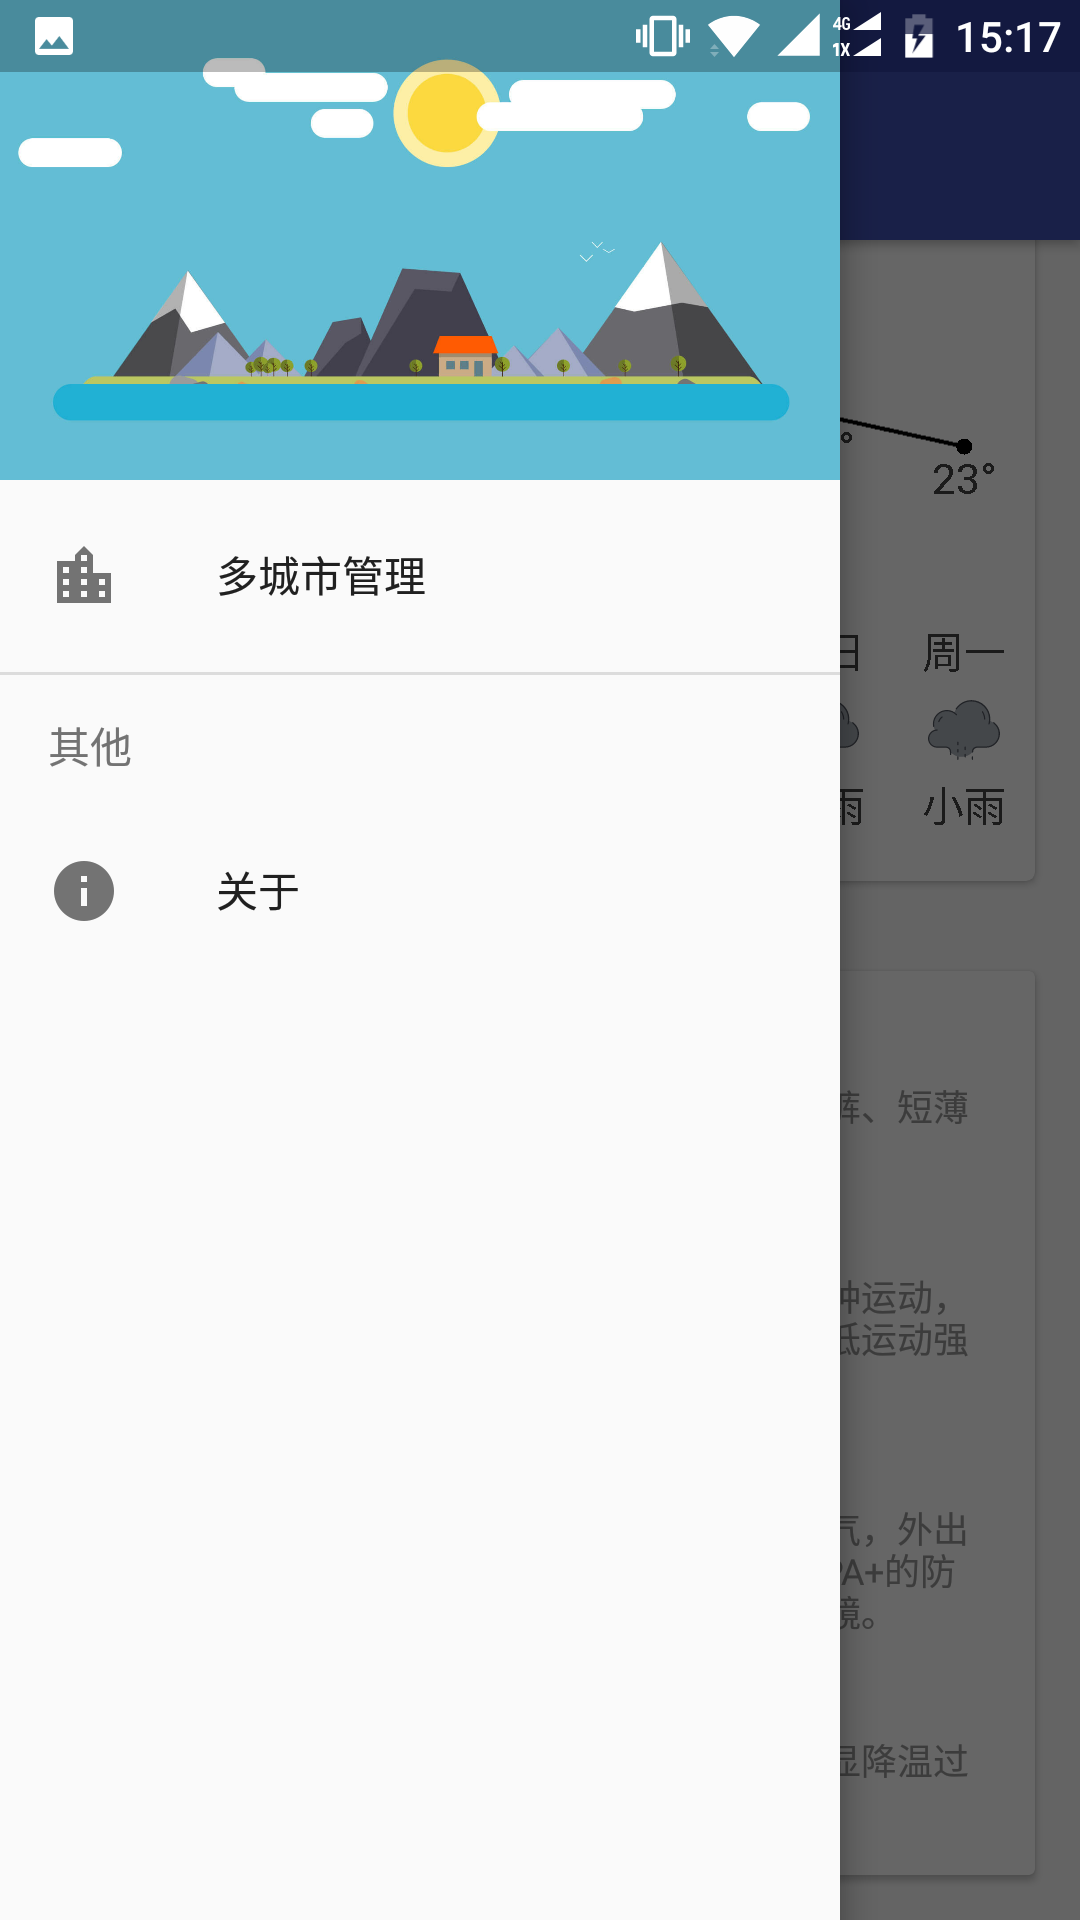 4G
1X
15:17
多城市管理
其他
关于
23°
周一
小雨
雨
裤、短薄
种运动，
低运动强
气，外出
PA+的防
镜。
显降温过